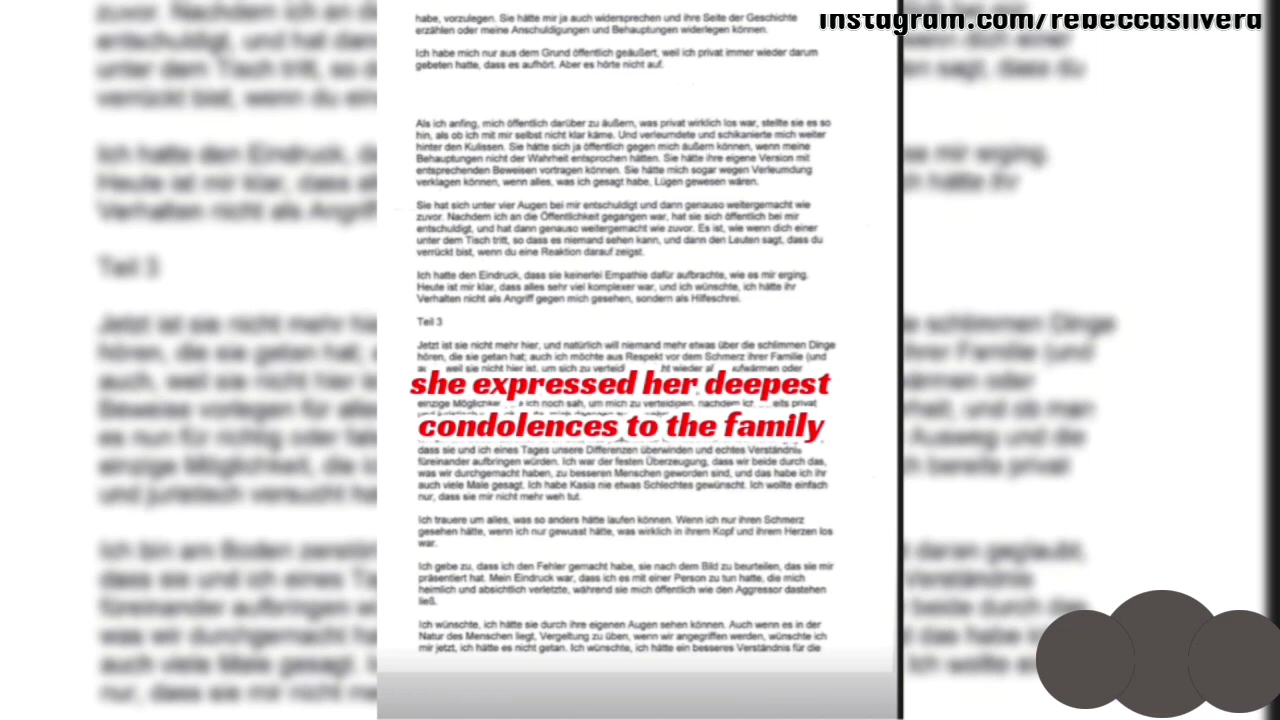 instagram.com/rebeccasilvera
habe, vorzulegen. Sie hätte mir ja auch widersprechen und ihre Seite der Geschichte
erzählen oder meine Anschuldigungen und Behauptungen widerlegen können.
Ich habe mich nur aus dem Grund öffentlich geäußert, weil ich privat immer wieder darum
gebeten hatte, dass es aufhört. Aber es hörte nicht auf.
Als ich anfing, mich öffentlich darüber zu äußern, was privat wirklich los war, stellte sie es so
hin, als ob ich mit mir selbst nicht klar käme. Und verleumdete und schikanierte mich weiter
hinter den Kulissen. Sie hätte sich ja öffentlich gegen mich äußern können, wenn meine
Behauptungen nicht der Wahrheit entsprochen hätten. Sie hätte ihre eigene Version mit
entsprechenden Beweisen vortragen können. Sie hätte mich sogar wegen Verleumdung
verklagen können, wenn alles, was ich gesagt habe, Lügen gewesen wären.
Sie hat sich unter vier Augen bei mir entschuldigt und dann genauso weitergemacht wie
zuvor. Nachdem ich an die Öffentlichkeit gegangen war, hat sie sich öffentlich bei mir
entschuldigt, und hat dann genauso weitergemacht wie zuvor. Es ist, wie wenn dich einer
unter dem Tisch tritt, so dass es niemand sehen kann, und dann den Leuten sagt, dass du
verrückt bist, wenn du eine Reaktion darauf zeigst.
Ich hatte den Eindruck, dass sie keinerlei Empathie dafür aufbrachte, wie es mir erging.
Heute ist mir klar, dass alles sehr viel komplexer war, und ich wünschte, ich hätte ihr
Verhalten nicht als Angriff gegen mich gesehen, sondern als Hilfeschrei.
Teil 3
Jetzt ist sie nicht mehr hier, und natürlich will niemand mehr etwas über die schlimmen Dinge
hören, die sie getan hat; auch ich möchte aus Respekt vor dem Schmerz ihrer Familie (und
weil sie nicht hier ist, um sich zu wieder oder
she expressed her deepest
einzige ich noch sah, um mich zu verteidigen, nachdem privat
condolences to the family
dass sie und ich eines Tages unsere Differenzen überwinden und echtes Verständnis
füreinander aufbringen würden. Ich war der festen Überzeugung, dass wir beide durch das,
was wir durchgemacht haben, zu besseren Menschen geworden sind, und das habe ich ihr
auch viele Male gesagt. Ich habe Kasia nie etwas Schlechtes gewünscht. Ich wollte einfach
nur, dass sie mir nicht mehr weh tut.
Ich trauere um alles, was so anders hätte laufen können. Wenn ich nur ihren Schmerz
gesehen hätte, wenn ich nur gewusst hätte, was wirklich in ihrem Kopf und ihrem Herzen los
war.
Ich gebe zu, dass ich den Fehler gemacht habe, sie nach dem Bild zu beurteilen, das sie mir
präsentiert hat. Mein Eindruck war, dass ich es mit einer Person zu tun hatte, die mich
heimlich und absichtlich verletzte, während sie mich öffentlich wie den Aggressor dastehen
ließ.
Ich wünschte, ich hätte sie durch ihre eigenen Augen sehen können. Auch wenn es in der
Natur des Menschen liegt, Vergeltung zu üben, wenn wir angegriffen werden, wünschte ich
mir jetzt, ich hätte es nicht getan. Ich wünschte, ich hätte ein besseres Verständnis für die